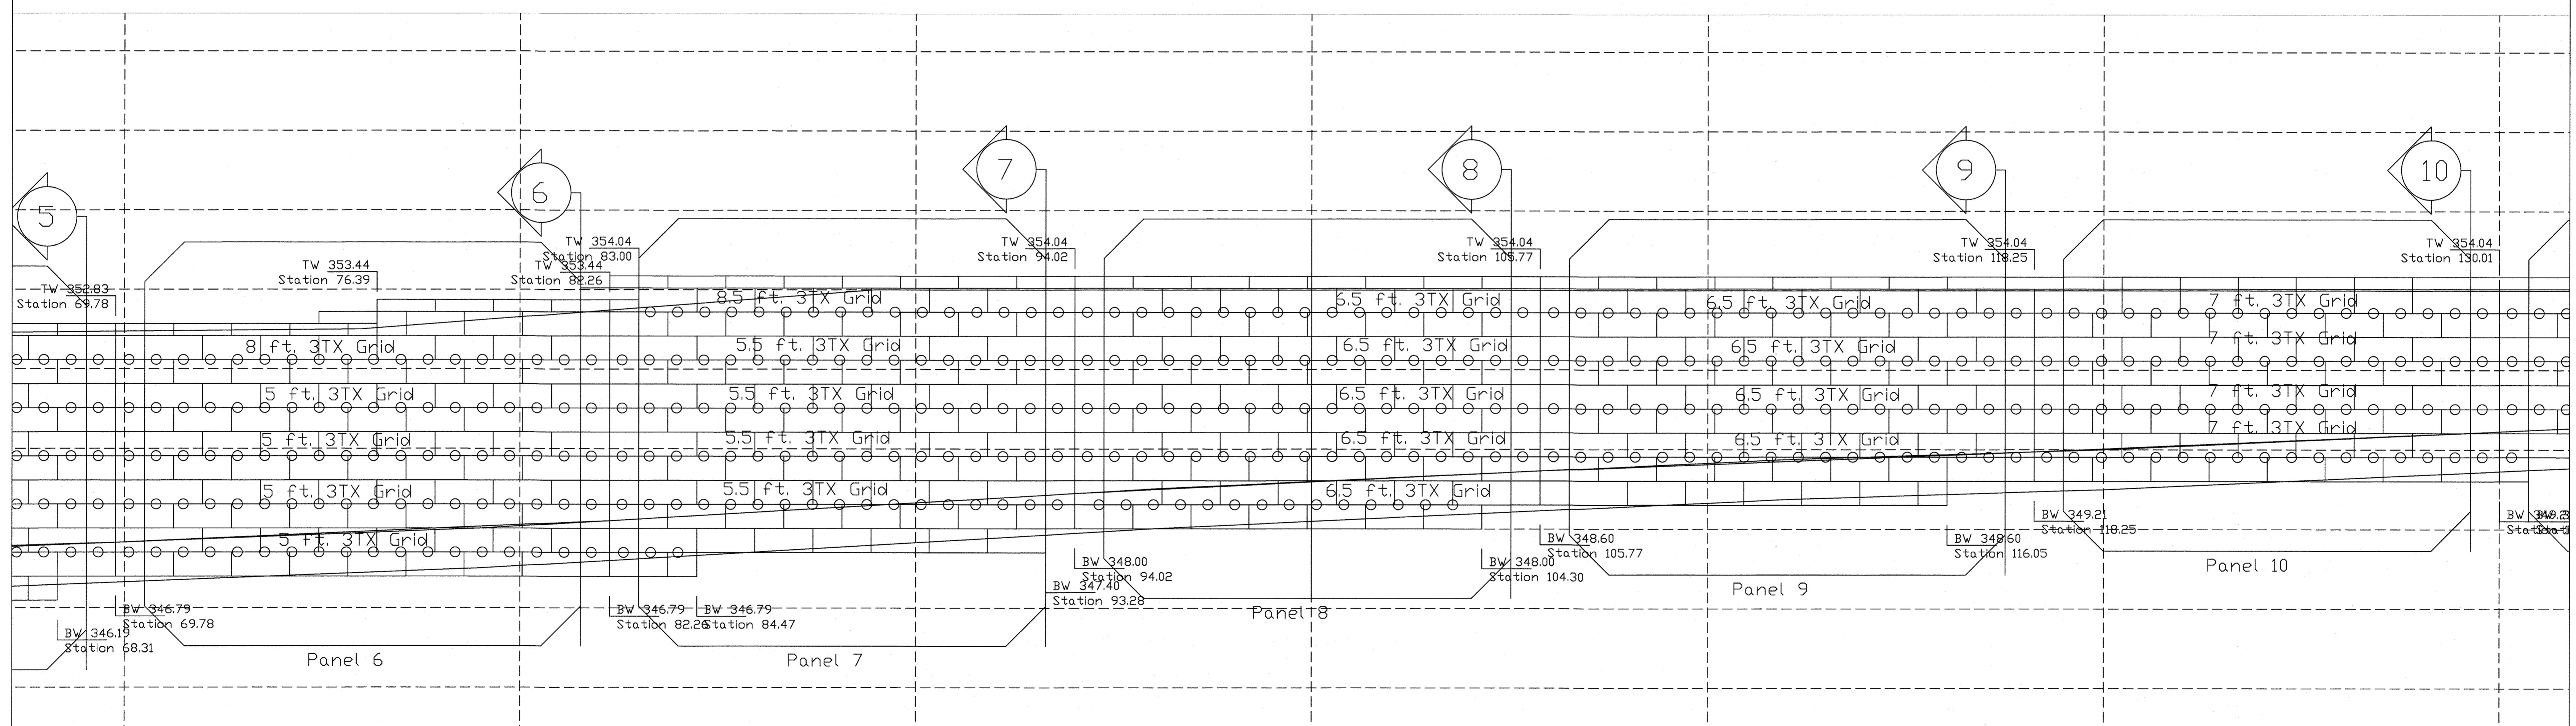 5
6
7
8
9
10
TW 352.83
Station 69.78
TW 353.44
Station 76.39
TW 353.44
Station 82.26
TW 354.04
Station 83.00
TW 354.04
Station 94.02
TW 354.04
Station 105.77
TW 354.04
Station 118.25
TW 354.04
Station 130.01
8.5 ft. 3TX Grid
6.5 ft. 3TX Grid
6.5 ft. 3TX Grid
7 ft. 3TX Grid
8 ft. 3TX Grid
5.5 ft. 3TX Grid
6.5 ft. 3TX Grid
6.5 ft. 3TX Grid
7 ft. 3TX Grid
5 ft. 3TX Grid
5.5 ft. 3TX Grid
6.5 ft. 3TX Grid
6.5 ft. 3TX Grid
7 ft. 3TX Grid
5 ft. 3TX Grid
5.5 ft. 3TX Grid
6.5 ft. 3TX Grid
6.5 ft. 3TX Grid
7 ft. 3TX Grid
5 ft. 3TX Grid
5.5 ft. 3TX Grid
6.5 ft. 3TX Grid
5 ft. 3TX Grid
BW 346.19
Station 68.31
BW 346.79
Station 69.78
BW 346.79
Station 82.26
BW 346.79
Station 84.47
BW 347.40
Station 93.28
BW 348.00
Station 94.02
BW 348.00
Station 104.30
BW 348.60
Station 105.77
BW 348.60
Station 116.05
BW 349.21
Station 118.25
BW
Panel 6
Panel 7
Panel 8
Panel 9
Panel 10